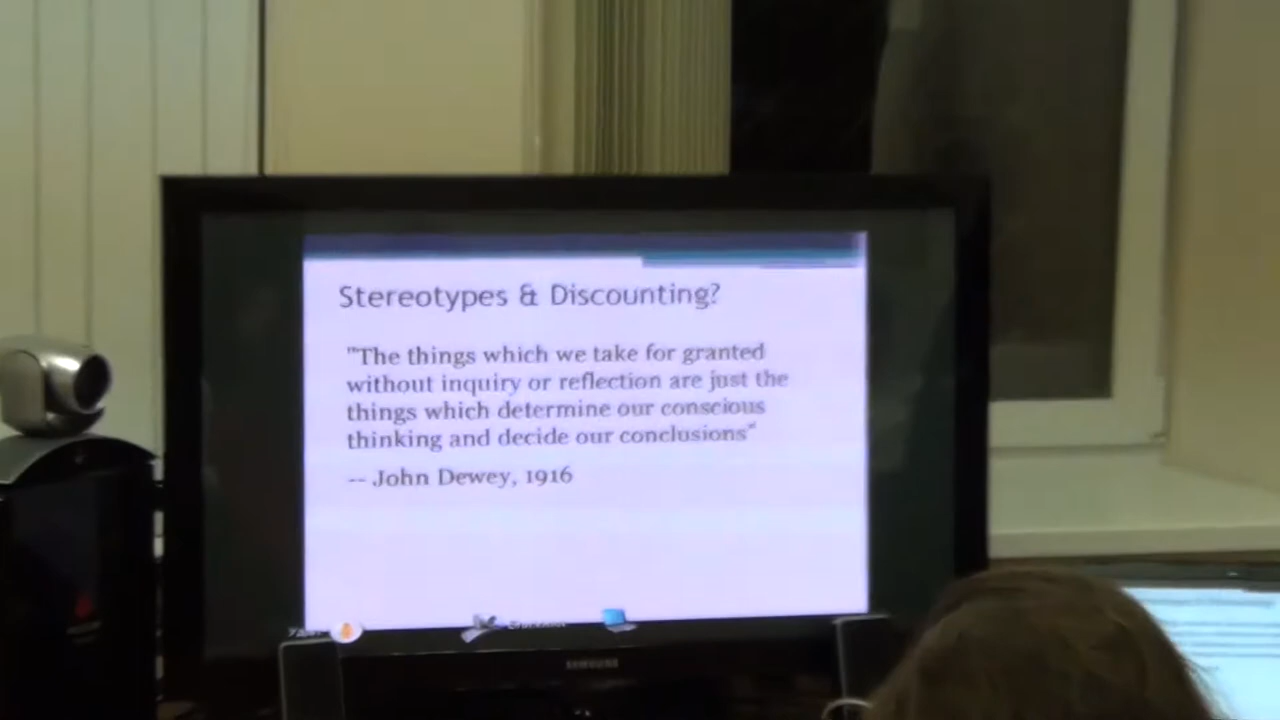 Stereotypes & Discounting?
"The things which we take for granted
without inquiry or reflection are just the
things which determine our conscious
thinking and decide our conclusions"
-- John Dewey, 1916
SAMSUNG